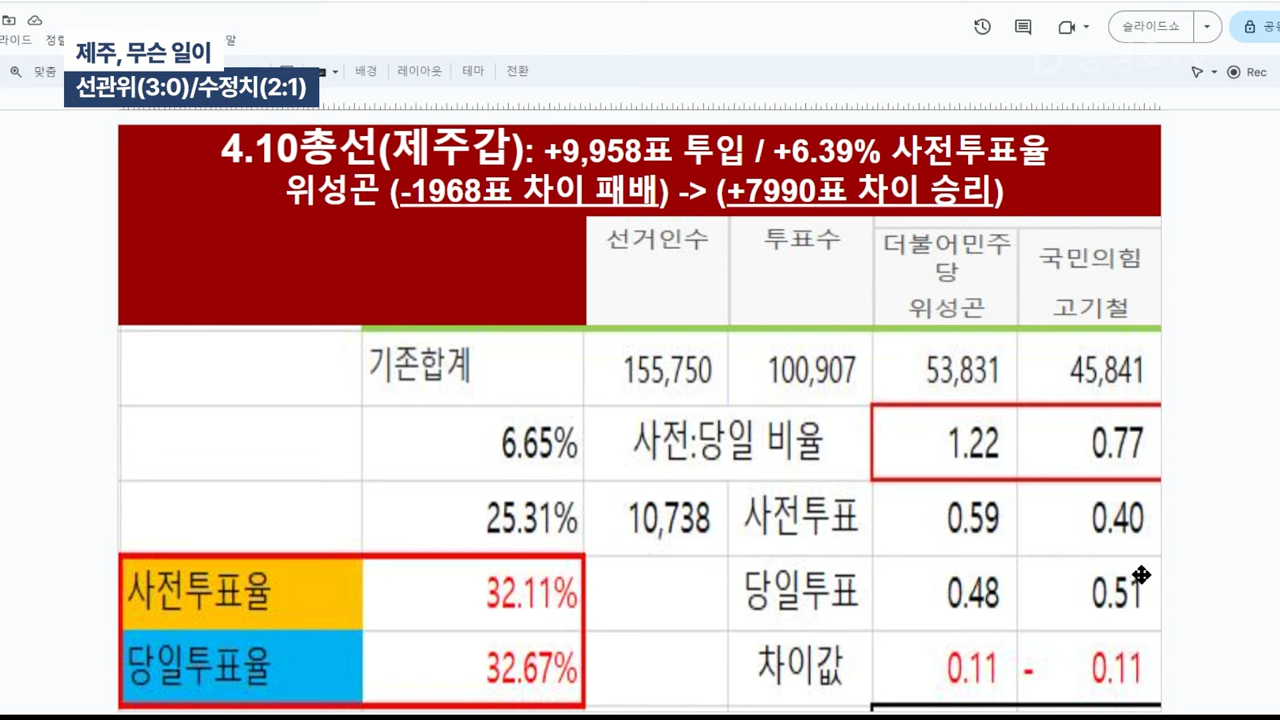 슬라이드쇼
제주, 무슨 일이
선관위(3:0)/수정치(2:1)
맞춤
배경
레이아웃
테마
전환
Rec
4.10총선(제주갑): +9,958표 투입 / +6.39% 사전투표율
위성곤 (-1968표 차이 패배) -> (+7990표 차이 승리)
선거인수 투표수 더불어민주당 위성곤 국민의힘 고기철
기존합계 155,750 100,907 53,831 45,841
6.65% 사전:당일 비율 1.22 0.77
25.31% 10,738 사전투표 0.59 0.40
사전투표율 32.11% 당일투표 0.48 0.51
당일투표율 32.67% 차이값 0.11 - 0.11